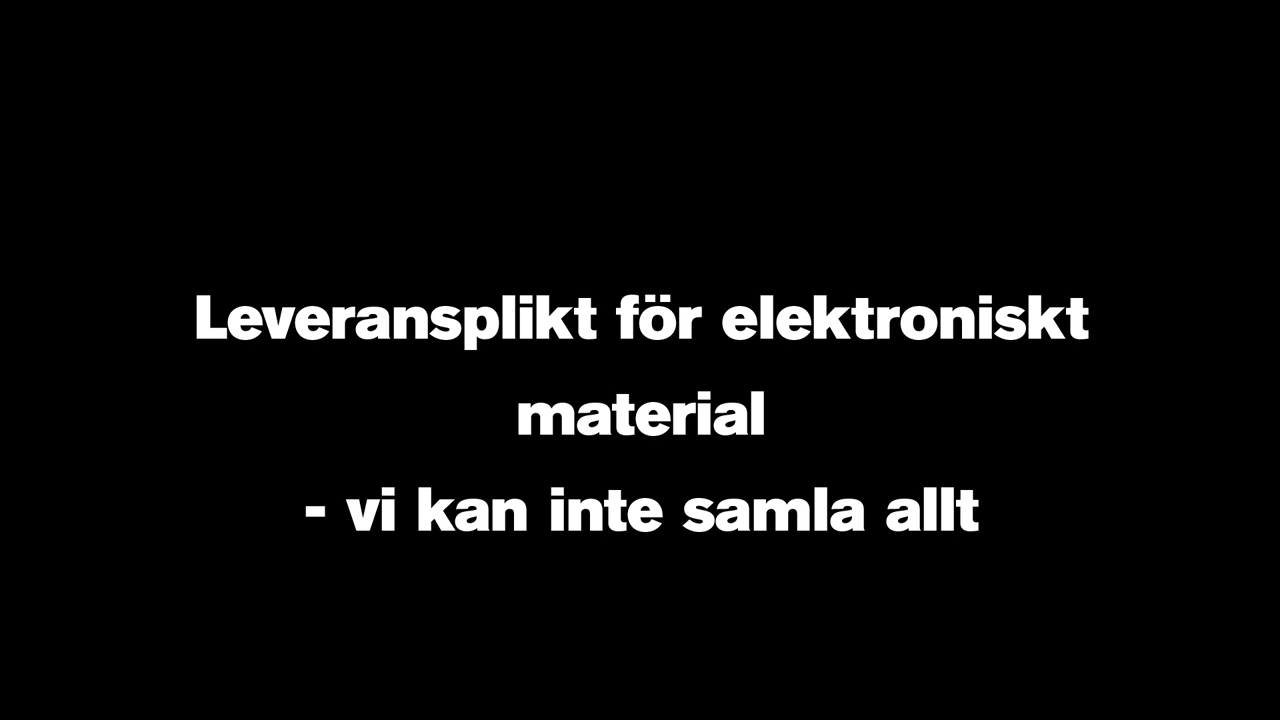 Leveransplikt för elektroniskt
material
- vi kan inte samla allt